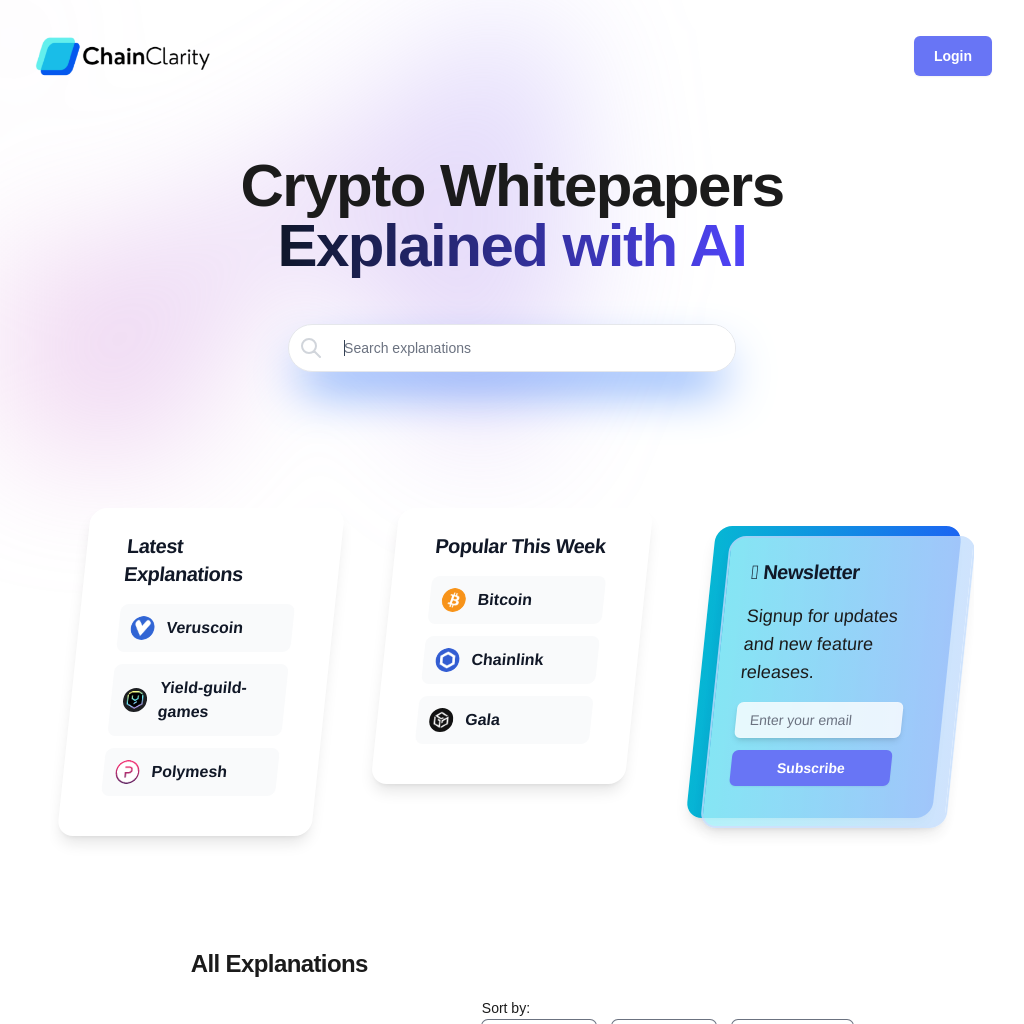 ChainClarity
Login
Crypto Whitepapers
Explained with AI
Search explanations
Latest
Explanations
Veruscoin
Yield-guild-
games
Polymesh
Popular This Week
Bitcoin
Chainlink
Gala
Newsletter
Signup for updates
and new feature
releases.
Enter your email
Subscribe
All Explanations
Sort by: